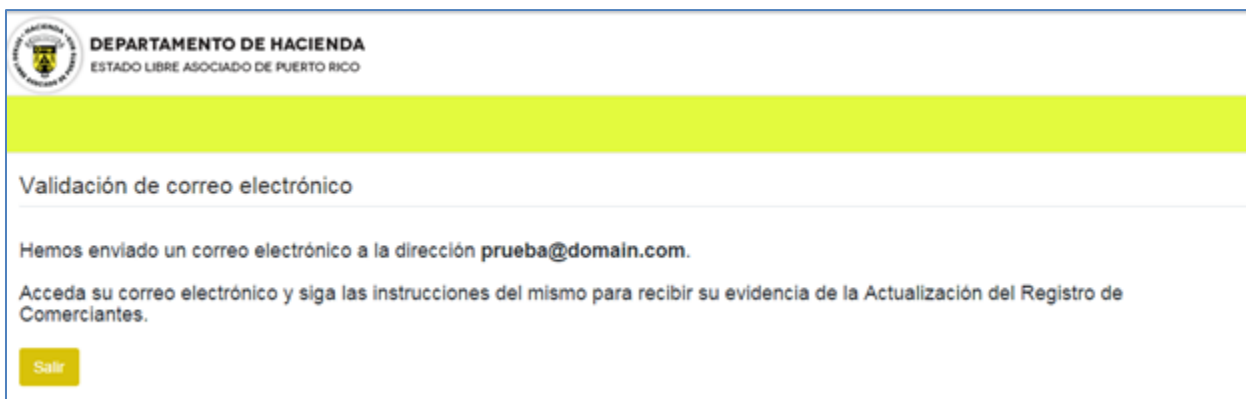 DEPARTAMENTO DE HACIENDA
ESTADO LIBRE ASOCIADO DE PUERTO RICO
Validación de correo electrónico
Hemos enviado un correo electrónico a la dirección prueba@domain.com.
Acceda su correo electrónico y siga las instrucciones del mismo para recibir su evidencia de la Actualización del Registro de
Comerciantes.
Salir